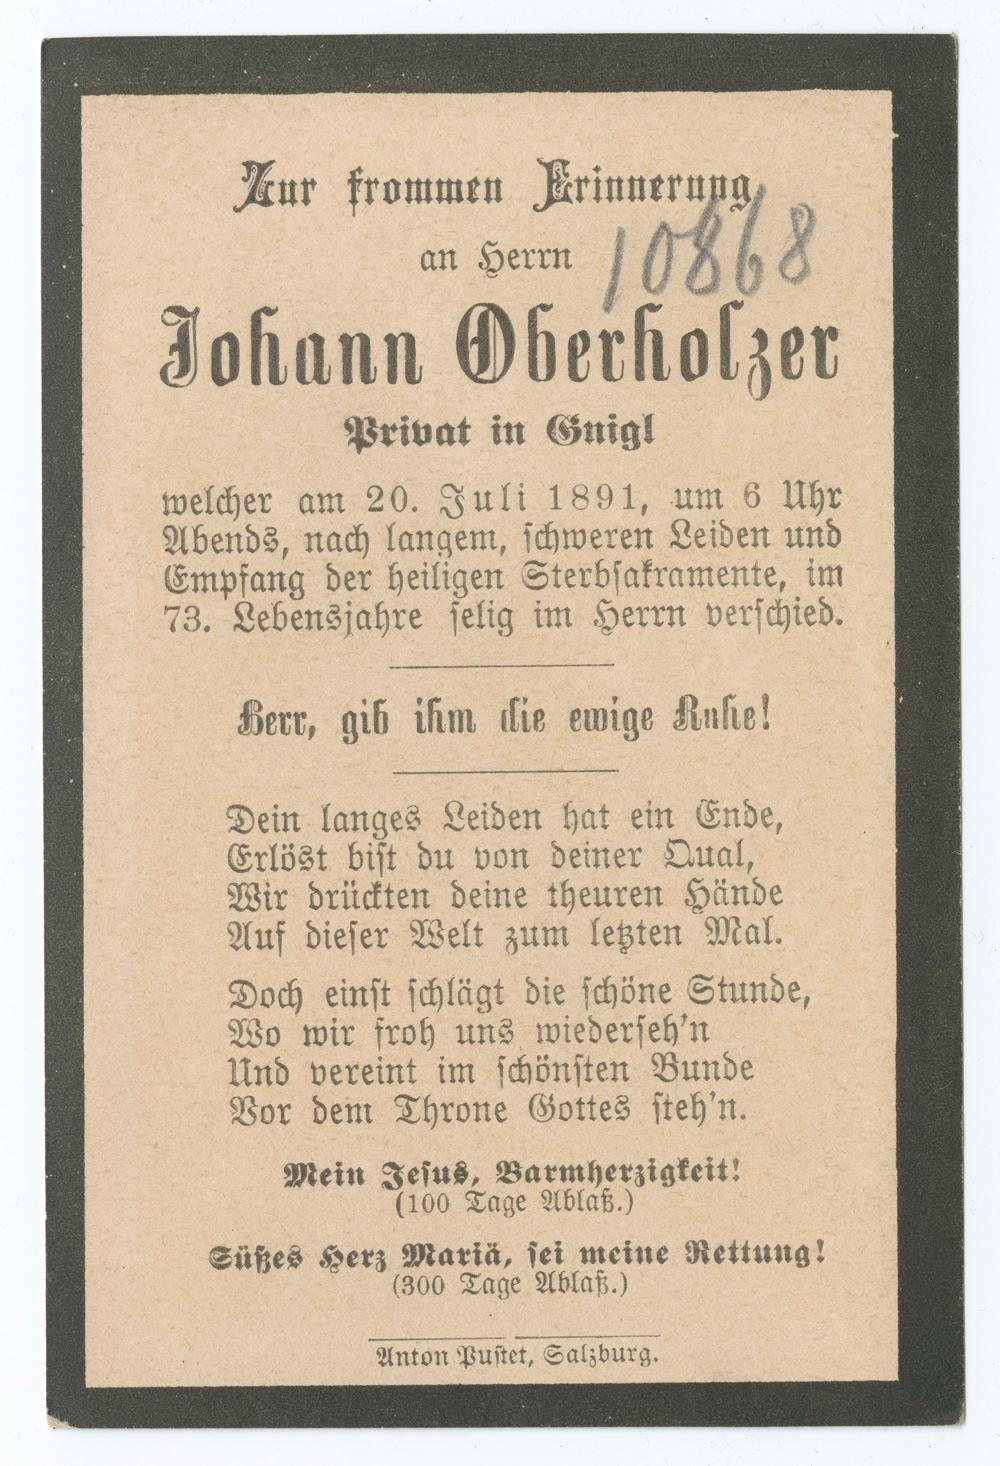 Zur frommen Erinnerung
an Herrn
10868
Johann Oberholzer
Privat in Gnigl
welcher am 20. Juli 1891, um 6 Uhr
Abends, nach langem, schweren Leiden und
Empfang der heiligen Sterbsakramente, im
73. Lebensjahre selig im Herrn verschied.
Herr, gib ihm die ewige Ruhe!
Dein langes Leiden hat ein Ende,
Erlöst bist du von deiner Qual,
Wir drückten deine theuren Hände
Auf dieser Welt zum letzten Mal.
Doch einst schlägt die schöne Stunde,
Wo wir froh uns wiederseh'n
Und vereint im schönsten Bunde
Vor dem Throne Gottes steh'n.
Mein Jesus, Barmherzigkeit!
(100 Tage Ablaß.)
Süßes Herz Mariä, sei meine Rettung!
(300 Tage Ablaß.)
Anton Pustet, Salzburg.